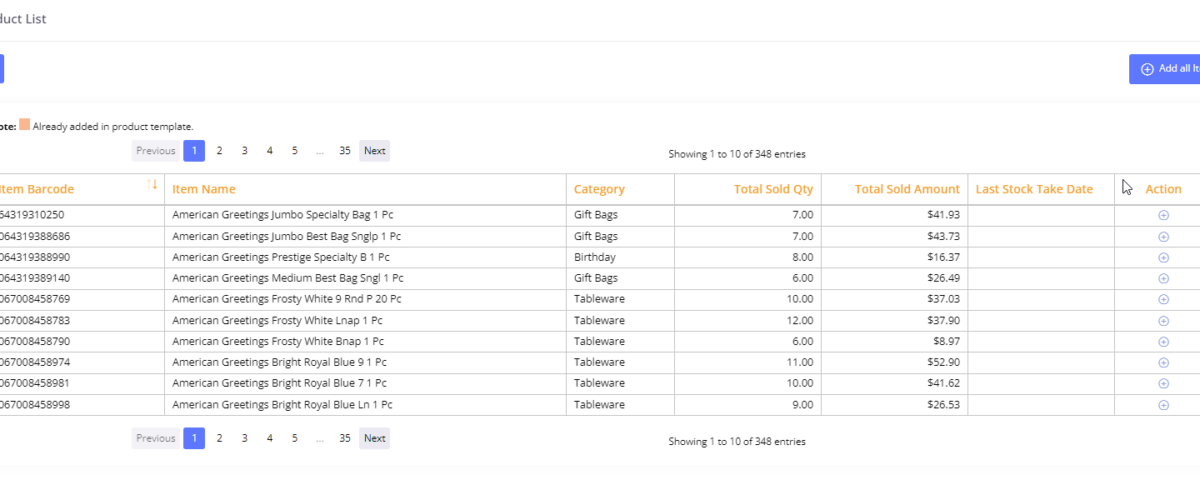 duct List
Add all It
ote: Already added in product template.
Previous 1 2 3 4 5 ... 35 Next Showing 1 to 10 of 348 entries
Item Barcode Item Name Category Total Sold Qty Total Sold Amount Last Stock Take Date Action
64319310250 American Greetings Jumbo Specialty Bag 1 Pc Gift Bags 7.00 $41.93
064319388686 American Greetings Jumbo Best Bag Snglp 1 Pc Gift Bags 7.00 $43.73
064319388990 American Greetings Prestige Specialty B 1 Pc Birthday 8.00 $16.37
064319389140 American Greetings Medium Best Bag Sngl 1 Pc Gift Bags 6.00 $26.49
067008458769 American Greetings Frosty White 9 Rnd P 20 Pc Tableware 10.00 $37.03
067008458783 American Greetings Frosty White Lnap 1 Pc Tableware 12.00 $37.90
067008458790 American Greetings Frosty White Bnap 1 Pc Tableware 6.00 $8.97
067008458974 American Greetings Bright Royal Blue 9 1 Pc Tableware 11.00 $52.90
067008458981 American Greetings Bright Royal Blue 7 1 Pc Tableware 10.00 $41.62
067008458998 American Greetings Bright Royal Blue Ln 1 Pc Tableware 9.00 $26.53
Previous 1 2 3 4 5 ... 35 Next Showing 1 to 10 of 348 entries